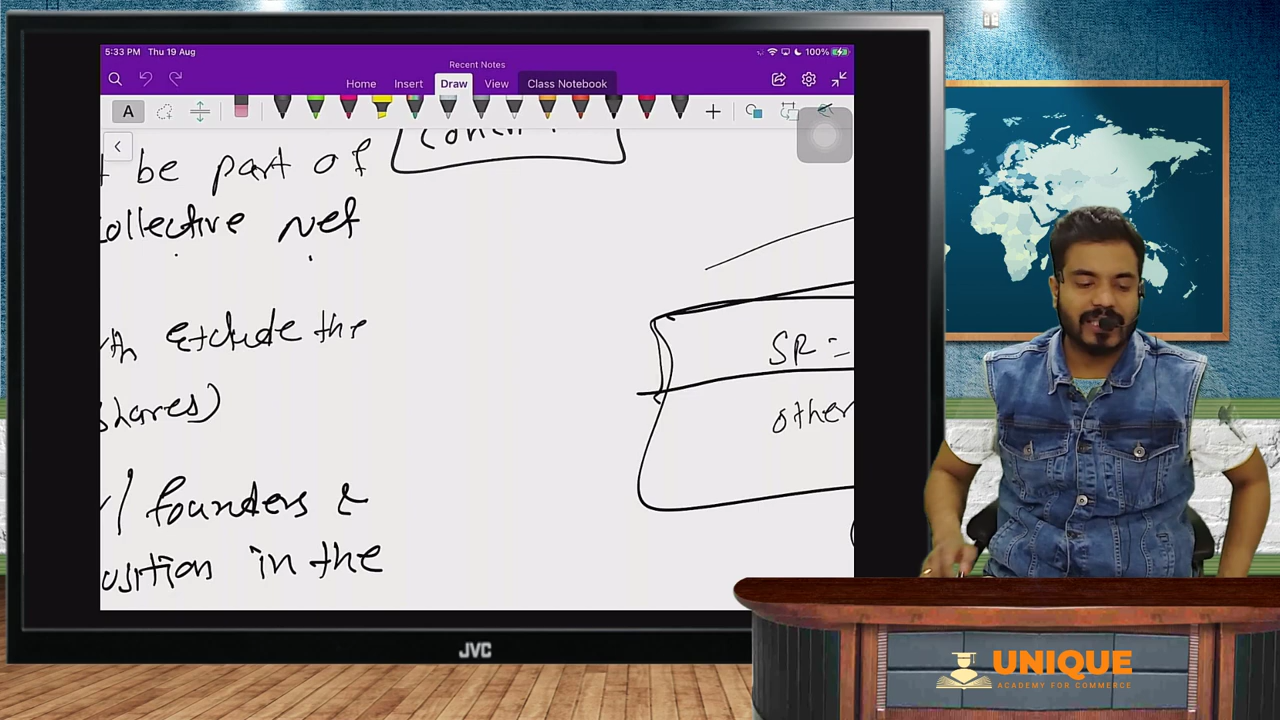 5:33 PM Thu 19 Aug
100%
Recent Notes
Home Insert Draw View Class Notebook
A
be part of
ollective net
exclude the
shares)
founders &
osition in the
SR =
other
JVC
UNIQUE
ACADEMY FOR COMMERCE